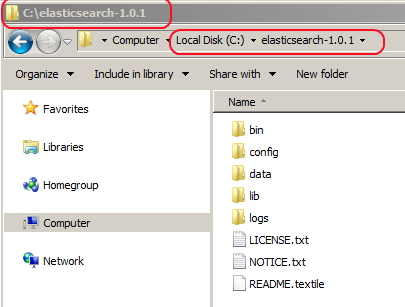 C:\elasticsearch-1.0.1
Computer Local Disk (C:) elasticsearch-1.0.1
Organize Include in library Share with New folder
Favorites
Libraries
Homegroup
Computer
Network
Name
bin
config
data
lib
logs
LICENSE.txt
NOTICE.txt
README.textile